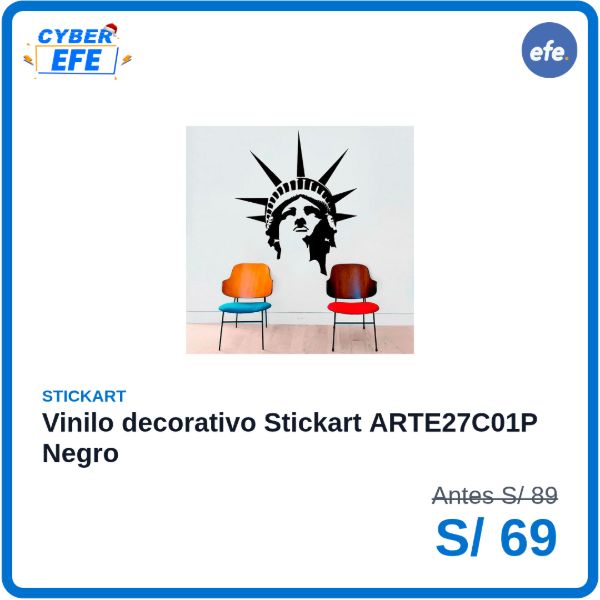 CYBER
EFE
efe.
STICKART
Vinilo decorativo Stickart ARTE27C01P
Negro
Antes S/ 89
S/ 69